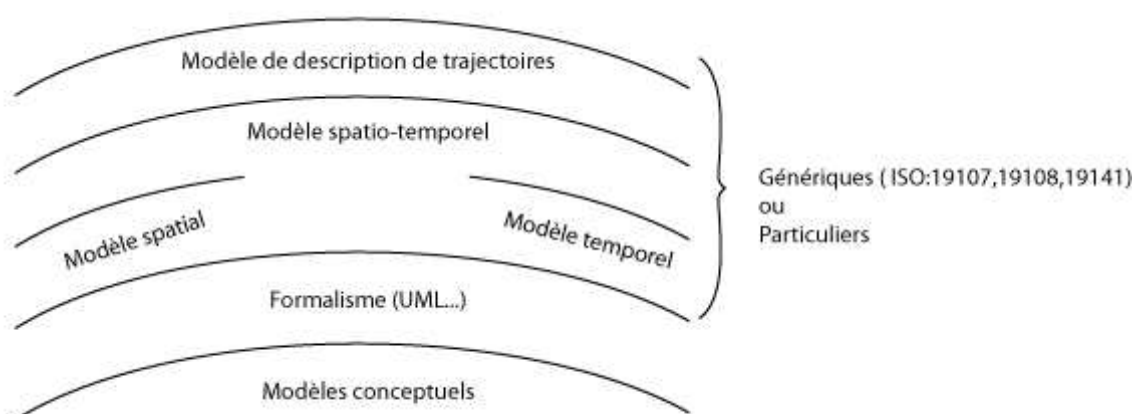 Modèle de description de trajectoires
Modèle spatio-temporel
Modèle spatial
Modèle temporel
Formalisme (UML...)
Modèles conceptuels
Génériques ( ISO:19107,19108,19141)
ou
Particuliers